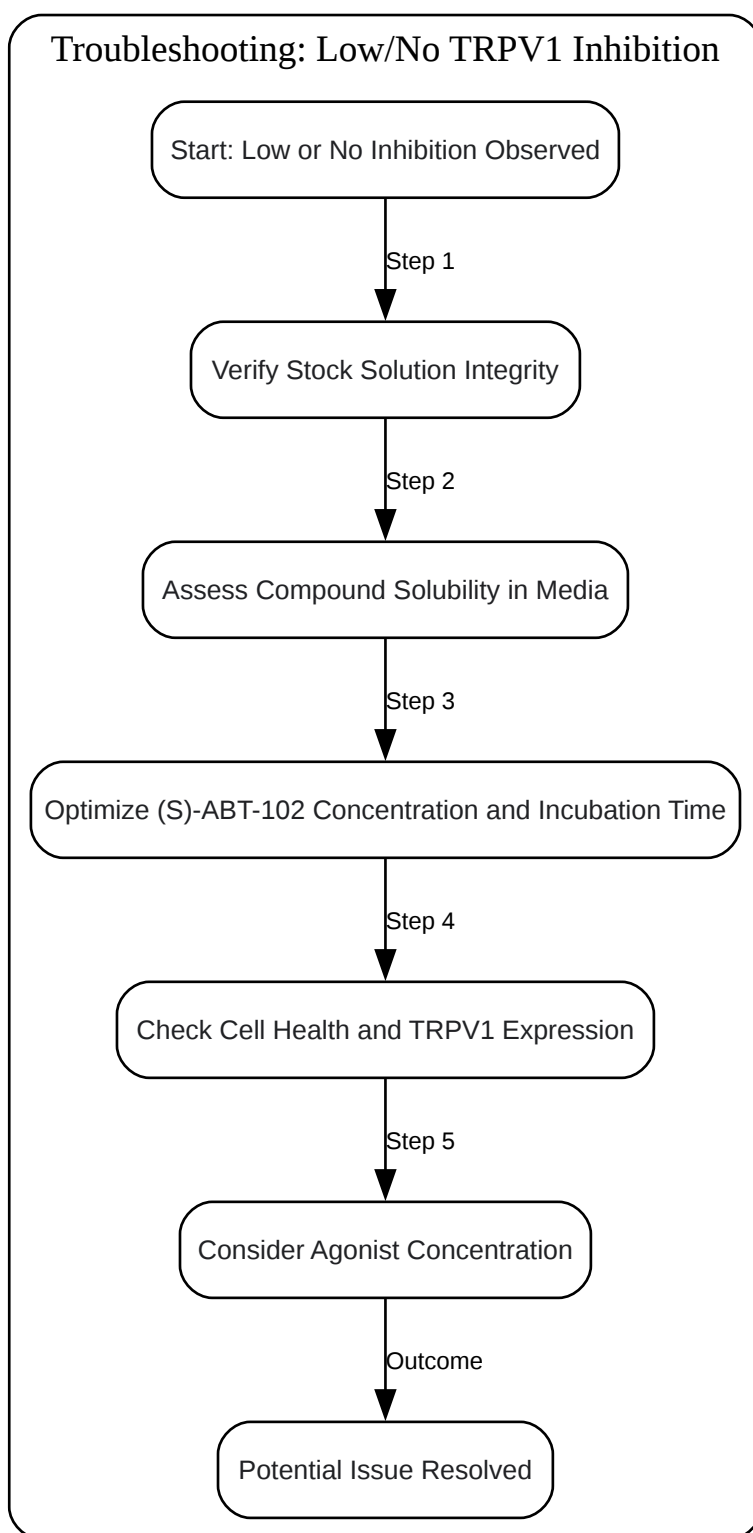 Troubleshooting: Low/No TRPV1 Inhibition
Start: Low or No Inhibition Observed
Step 1
Verify Stock Solution Integrity
Step 2
Assess Compound Solubility in Media
Step 3
Optimize (S)-ABT-102 Concentration and Incubation Time
Step 4
Check Cell Health and TRPV1 Expression
Step 5
Consider Agonist Concentration
Outcome
Potential Issue Resolved